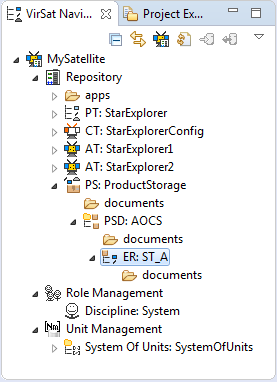 VirSat Navi... Project Ex...
MySatellite
Repository
apps
PT: StarExplorer
CT: StarExplorerConfig
AT: StarExplorer1
AT: StarExplorer2
PS: ProductStorage
documents
PSD: AOCS
documents
ER: ST_A
documents
Role Management
Discipline: System
Unit Management
System Of Units: SystemOfUnits